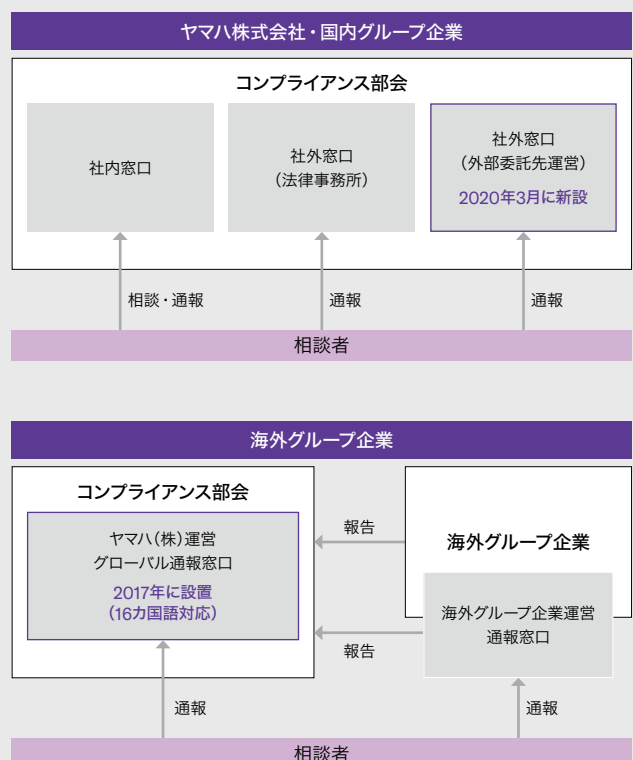 ヤマハ株式会社・国内グループ企業
コンプライアンス部会
社内窓口
社外窓口
（法律事務所）
社外窓口
（外部委託先運営）
2020年3月に新設
相談・通報
通報
通報
相談者
海外グループ企業
コンプライアンス部会
ヤマハ（株）運営
グローバル通報窓口
2017年に設置
（16カ国語対応）
報告
報告
海外グループ企業
海外グループ企業運営
通報窓口
通報
通報
相談者